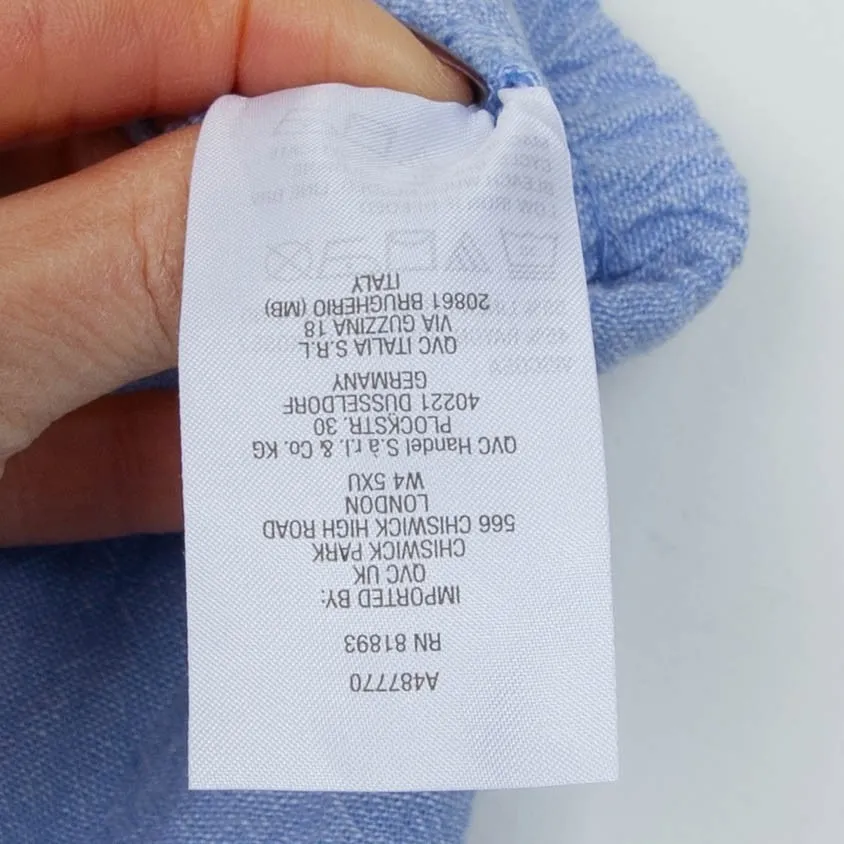 A487770
RN 81893
IMPORTED BY:
QVC UK
CHISWICK PARK
566 CHISWICK HIGH ROAD
LONDON
W4 5XU
QVC Handel S.à r.l. & Co. KG
PLOCKSTR. 30
40221 DUSSELDORF
GERMANY
QVC ITALIA S.R.L
VIA GUZZINA 18
20861 BRUGHERIO (MB)
ITALY